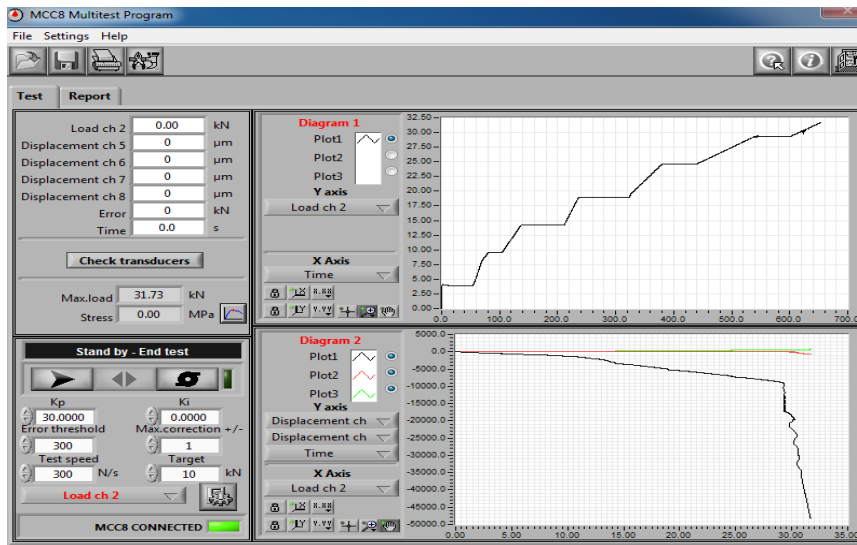 MCC8 Multitest Program
File Settings Help
Test Report
Load ch 2 0.00 kN
Displacement ch 5 0 µm
Displacement ch 6 0 µm
Displacement ch 7 0 µm
Displacement ch 8 0 µm
Error 0 kN
Time 0.0 s
Check transducers
Max.load 31.73 kN
Stress 0.00 MPa
Stand by - End test
Kp Ki
30.0000 0.0000
Error threshold Max.correction +/-
300 1
Test speed Target
300 N/s 10 kN
Load ch 2
MCC8 CONNECTED
Diagram 1
Plot1
Plot2
Plot3
Y axis
Load ch 2
X Axis
Time
32.50
30.00
27.50
25.00
22.50
20.00
17.50
15.00
12.50
10.00
7.50
5.00
2.50
0.00
0.0 100.0 200.0 300.0 400.0 500.0 600.0 700.0
Diagram 2
Plot1
Plot2
Plot3
Y axis
Displacement ch
Displacement ch
Time
X Axis
Load ch 2
5000.0
0.0
-5000.0
-10000.0
-15000.0
-20000.0
-25000.0
-30000.0
-35000.0
-40000.0
-45000.0
-50000.0
0.00 5.00 10.00 15.00 20.00 25.00 30.00 35.00